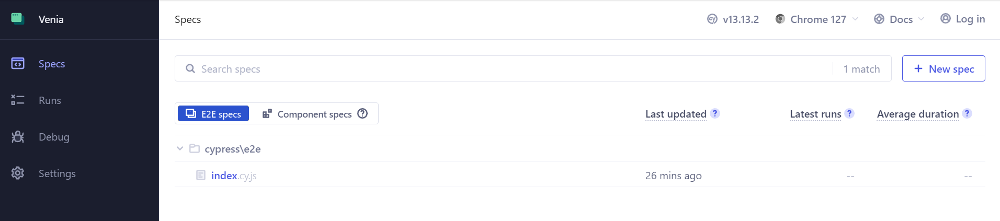 Venia
Specs
Runs
Debug
Settings
Specs
v13.13.2 Chrome 127 Docs Log in
Search specs 1 match + New spec
E2E specs Component specs ? Last updated ? Latest runs ? Average duration ?
cypress\e2e
index.cy.js 26 mins ago -- --